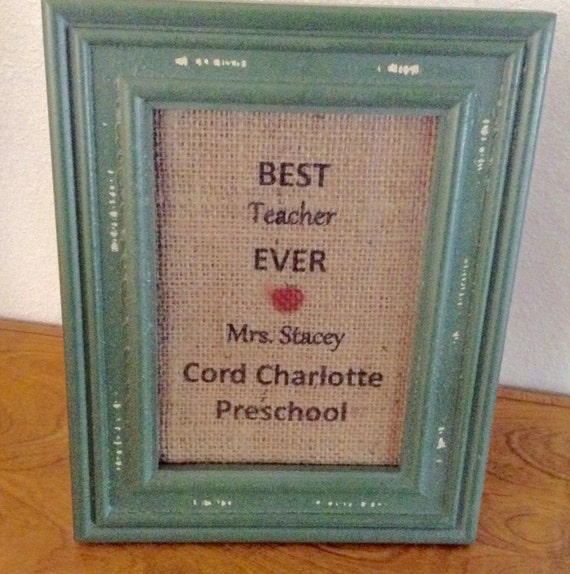 BEST
Teacher
EVER
Mrs. Stacey
Cord Charlotte
Preschool